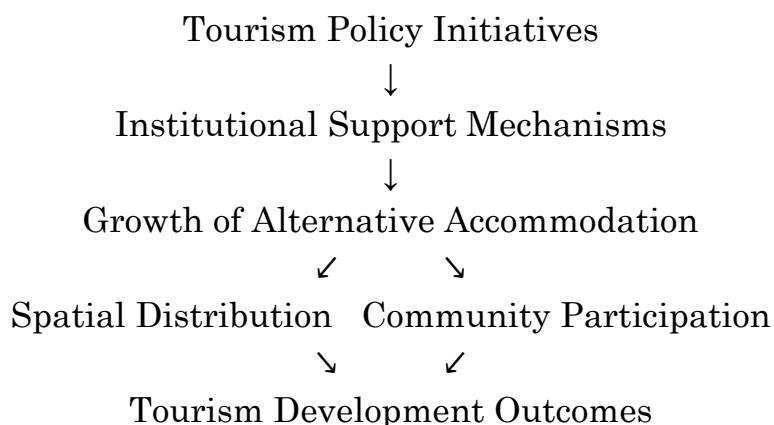 Tourism Policy Initiatives
↓
Institutional Support Mechanisms
↓
Growth of Alternative Accommodation
↙ ↘
Spatial Distribution Community Participation
↘ ↙
Tourism Development Outcomes